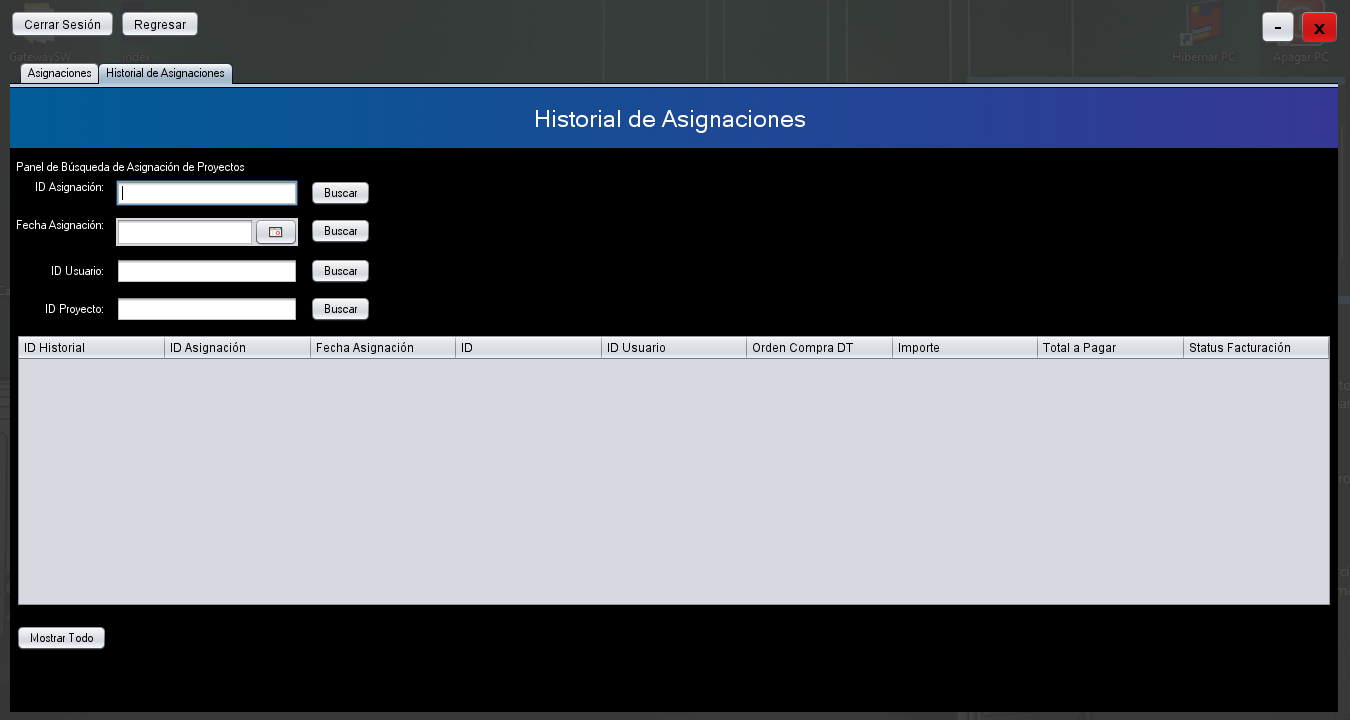 Cerrar Sesión
Regresar
-
x
GatewaySW
index
Hibernar PC
Apagar PC
Asignaciones
Historial de Asignaciones
Historial de Asignaciones
Panel de Búsqueda de Asignación de Proyectos
ID Asignación:
Buscar
Fecha Asignación:
Buscar
ID Usuario:
Buscar
ID Proyecto:
Buscar
ID Historial
ID Asignación
Fecha Asignación
ID
ID Usuario
Orden Compra DT
Importe
Total a Pagar
Status Facturación
Mostrar Todo